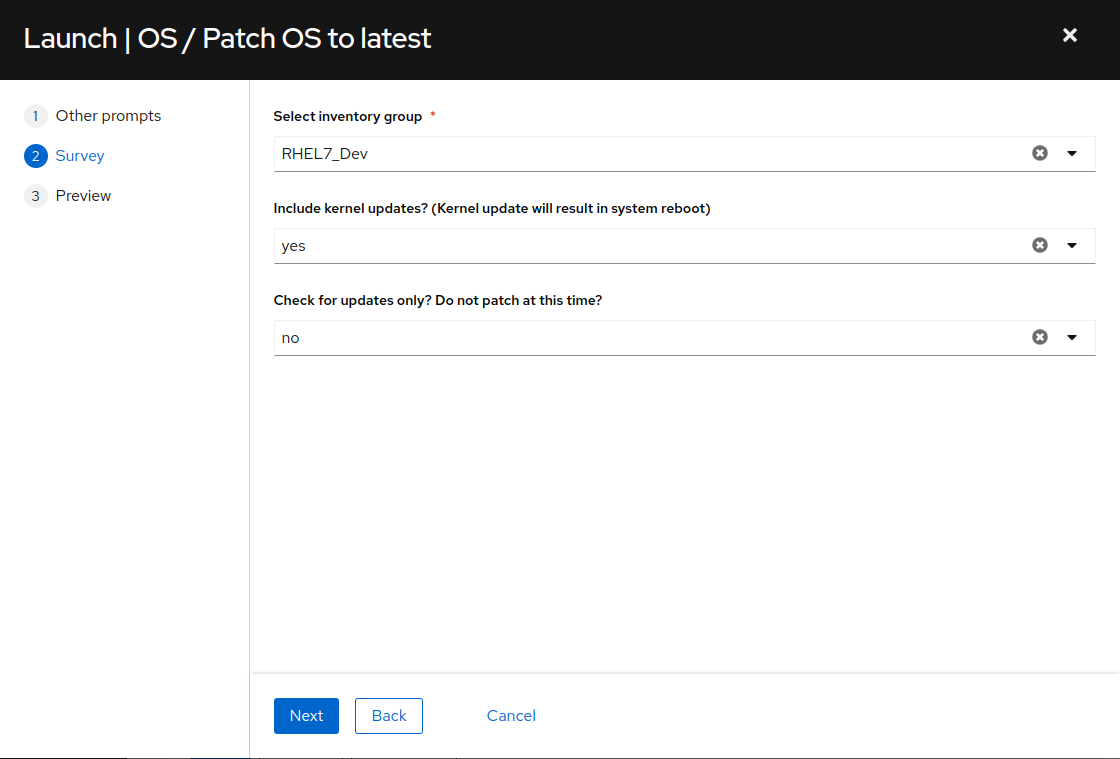 Launch | OS / Patch OS to latest
1 Other prompts
2 Survey
3 Preview
Select inventory group *
RHEL7_Dev
Include kernel updates? (Kernel update will result in system reboot)
yes
Check for updates only? Do not patch at this time?
no
Next Back Cancel